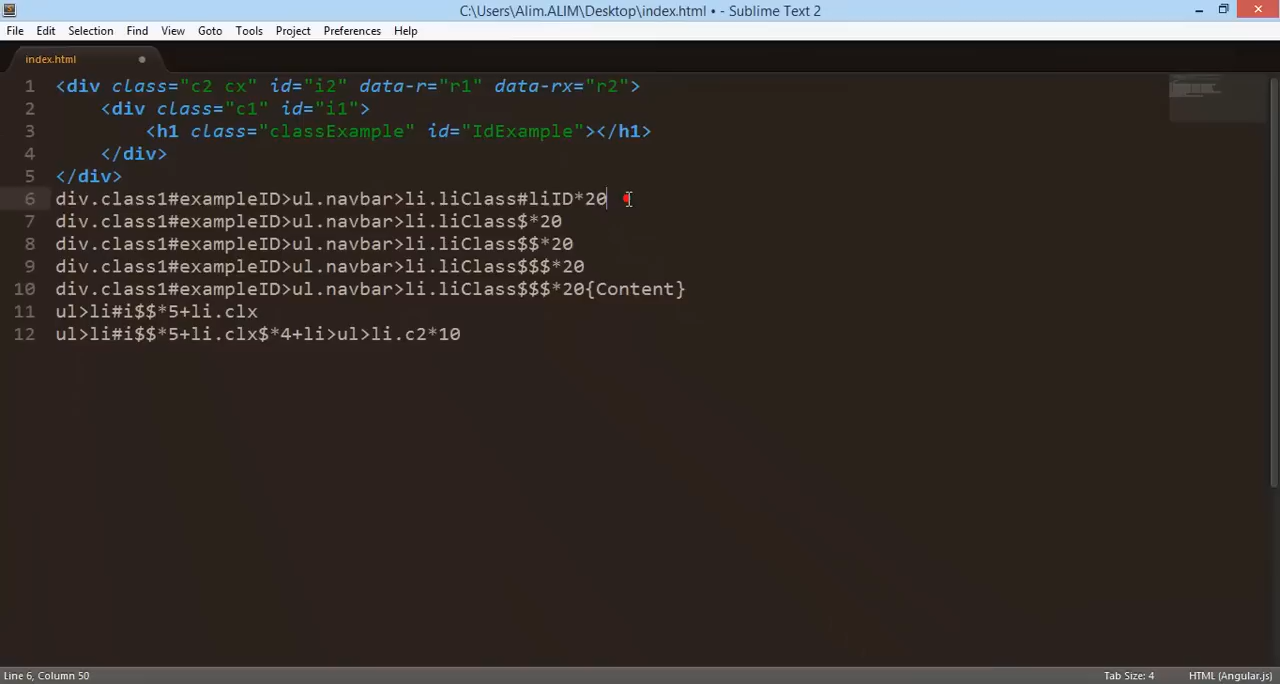 C:\Users\Alim.ALIM\Desktop\index.html • - Sublime Text 2
File Edit Selection Find View Goto Tools Project Preferences Help
index.html
1 <div class="c2 cx" id="i2" data-r="r1" data-rx="r2">
2 <div class="c1" id="i1">
3 <h1 class="classExample" id="IdExample"></h1>
4 </div>
5 </div>
6 div.class1#exampleID>ul.navbar>li.liClass#liID*20
7 div.class1#exampleID>ul.navbar>li.liClass$*20
8 div.class1#exampleID>ul.navbar>li.liClass$$*20
9 div.class1#exampleID>ul.navbar>li.liClass$$$*20
10 div.class1#exampleID>ul.navbar>li.liClass$$$*20{Content}
11 ul>li#i$$*5+li.clx
12 ul>li#i$$*5+li.clx$*4+li>ul>li.c2*10
Line 6, Column 50 Tab Size: 4 HTML (Angular.js)